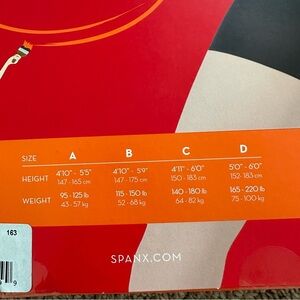 SIZE A B C D
HEIGHT 4'10" - 5'5" 4'10" - 5'9" 4'11" - 6'0" 5'0" - 6'0"
147 - 165 cm 147 - 175 cm 150 - 183 cm 152 - 183 cm
WEIGHT 95 - 125 lb 115 - 150 lb 140 - 180 lb 165 - 220 lb
43 - 57 kg 52 - 68 kg 64 - 82 kg 75 - 100 kg
163
9
SPANX.COM